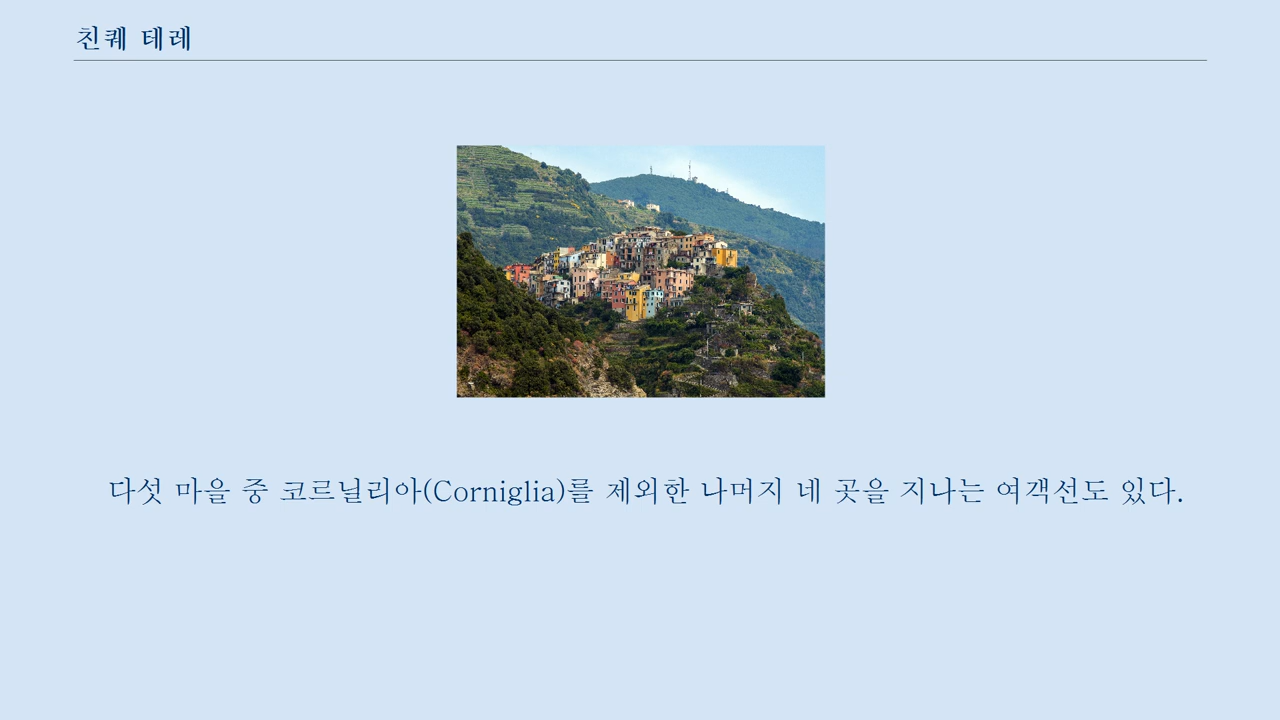 친퀘 테레
다섯 마을 중 코르닐리아(Corniglia)를 제외한 나머지 네 곳을 지나는 여객선도 있다.